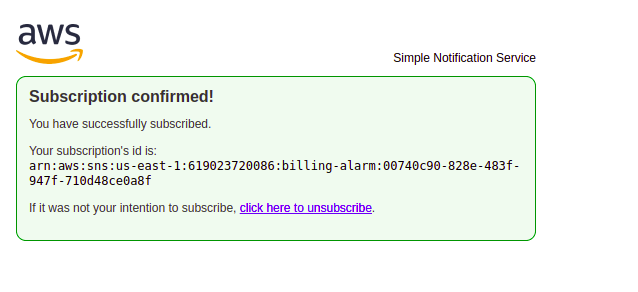 aws
Simple Notification Service
Subscription confirmed!
You have successfully subscribed.
Your subscription's id is:
arn:aws:sns:us-east-1:619023720086:billing-alarm:00740c90-828e-483f-
947f-710d48ce0a8f
If it was not your intention to subscribe, click here to unsubscribe.